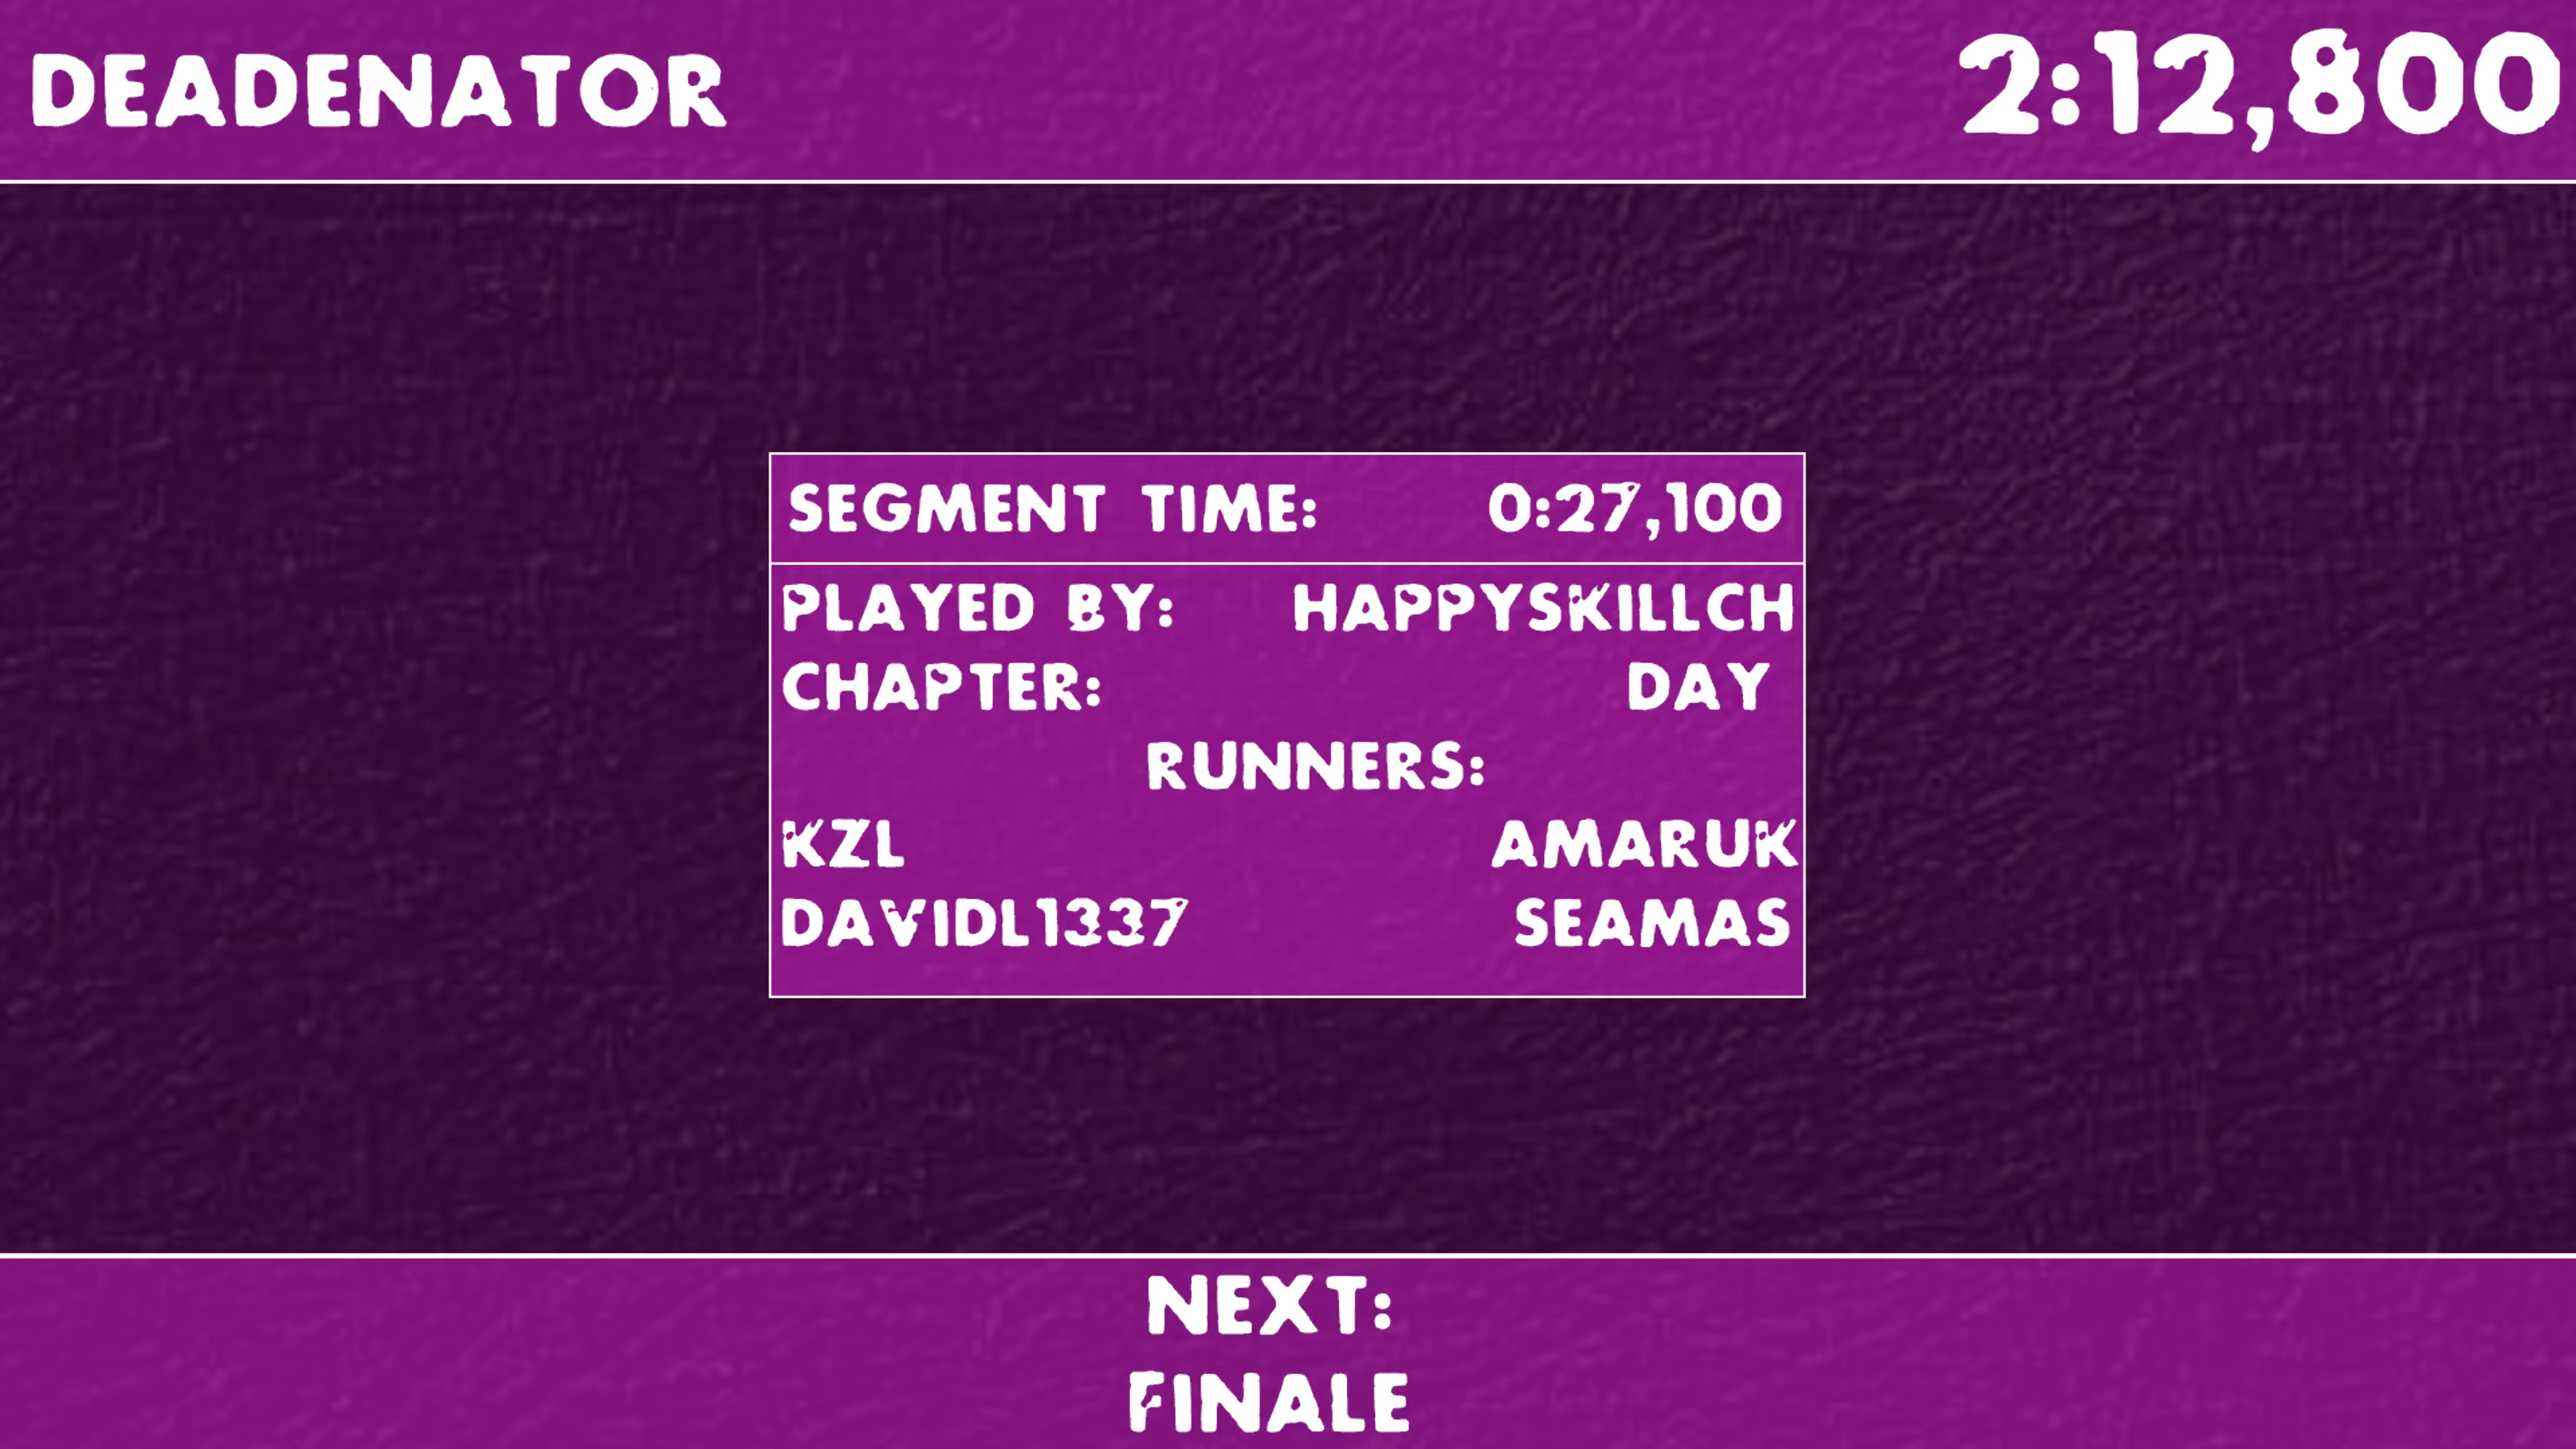 DEADENATOR 2:12,800
SEGMENT TIME: 0:27,100
PLAYED BY: HAPPYSKILLCH
CHAPTER: DAY
RUNNERS:
KZL AMARUK
DAVIDL1337 SEAMAS
NEXT:
FINALE